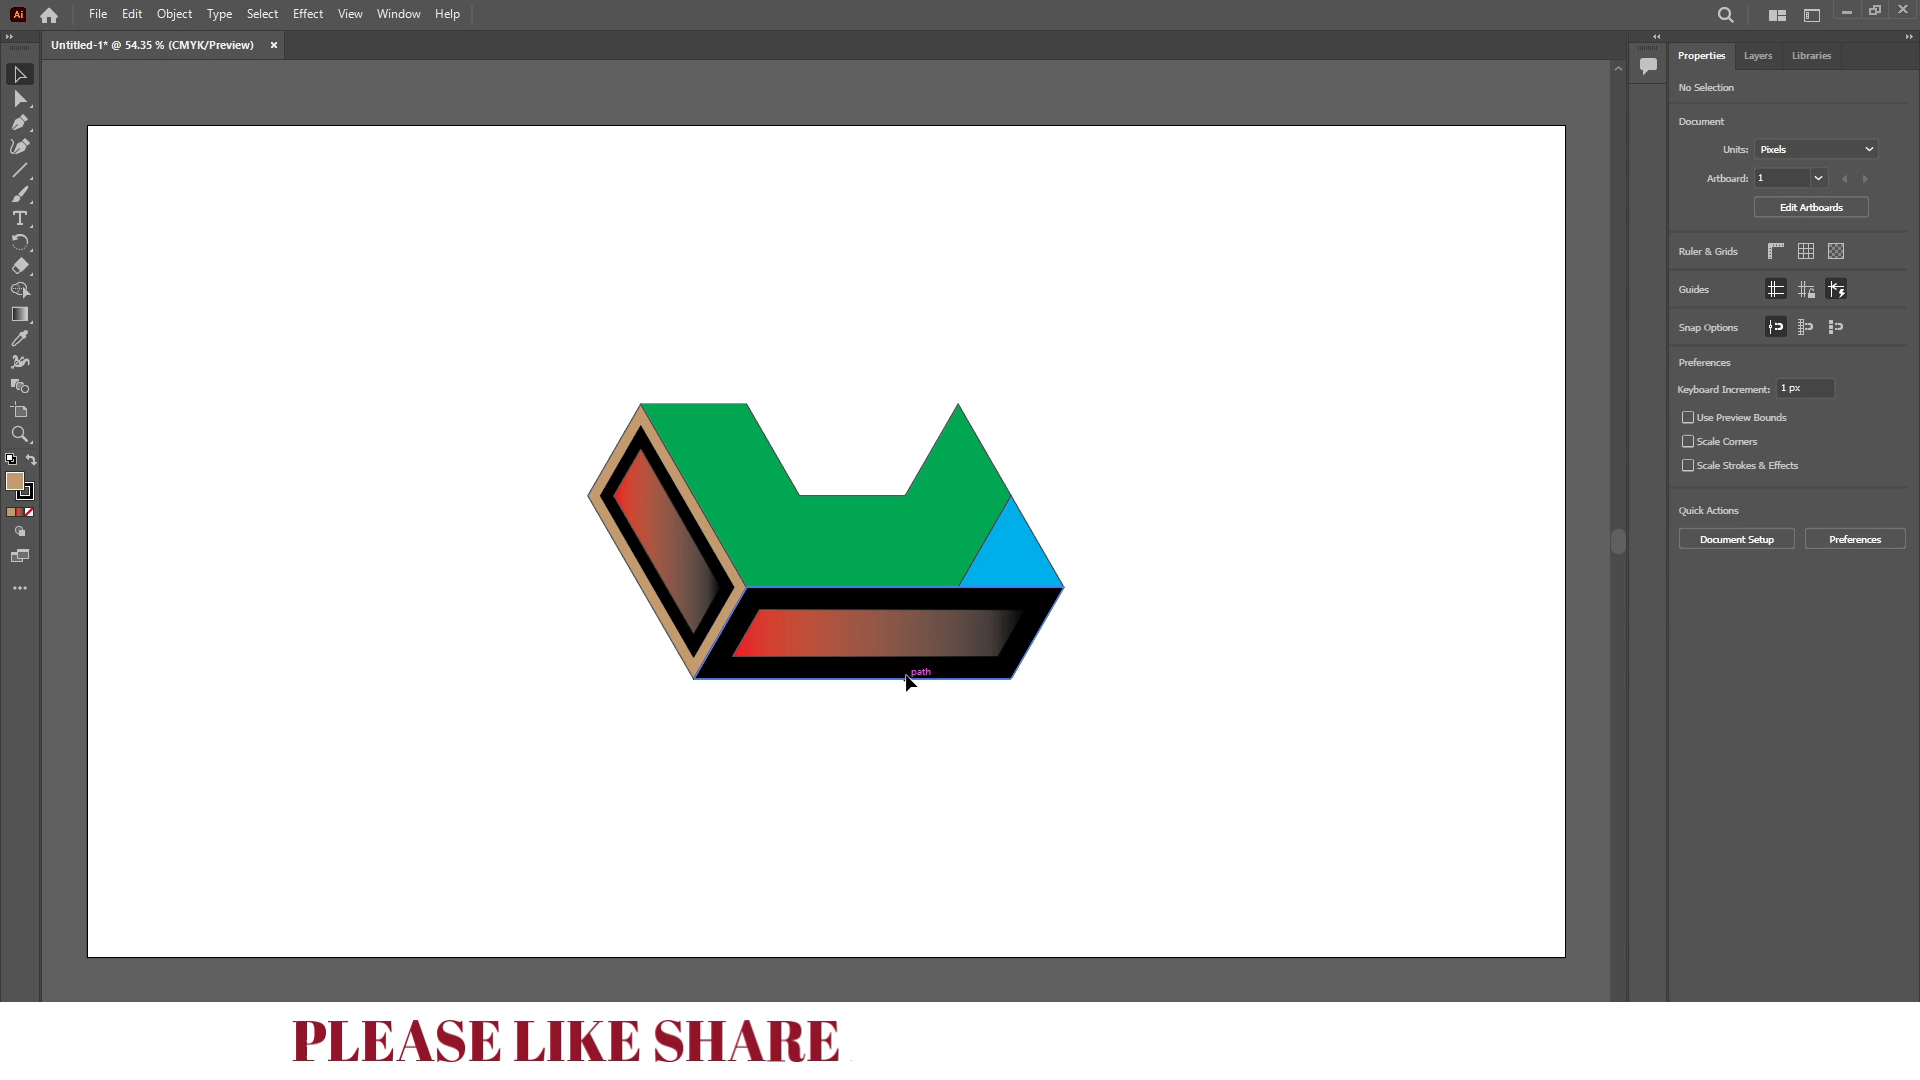 Ai File Edit Object Type Select Effect View Window Help
Untitled-1* @ 54.35 % (CMYK/Preview)
Properties Layers Libraries
No Selection
Document
Units: Pixels
Artboard: 1
Edit Artboards
Ruler & Grids
Guides
Snap Options
Preferences
Keyboard Increment: 1 px
Use Preview Bounds
Scale Corners
Scale Strokes & Effects
Quick Actions
Document Setup Preferences
path
PLEASE LIKE SHARE